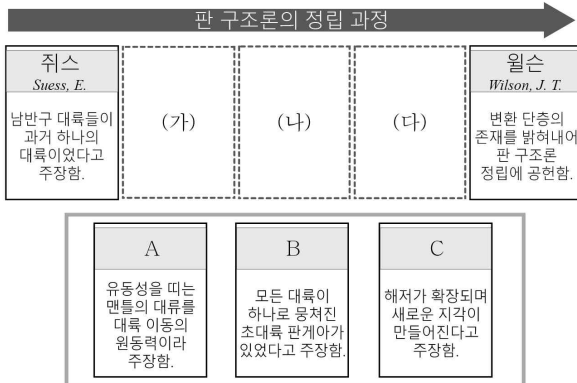 판 구조론의 정립 과정
쥐스
Suess, E.
남반구 대륙들이
과거 하나의
대륙이었다고
주장함.
(가)
(나)
(다)
윌슨
Wilson, J. T.
변환 단층의
존재를 밝혀내어
판 구조론
정립에 공헌함.
A
유동성을 띠는
맨틀의 대류를
대륙 이동의
원동력이라
주장함.
B
모든 대륙이
하나로 뭉쳐진
초대륙 판게아가
있었다고 주장함.
C
해저가 확장되며
새로운 지각이
만들어진다고
주장함.